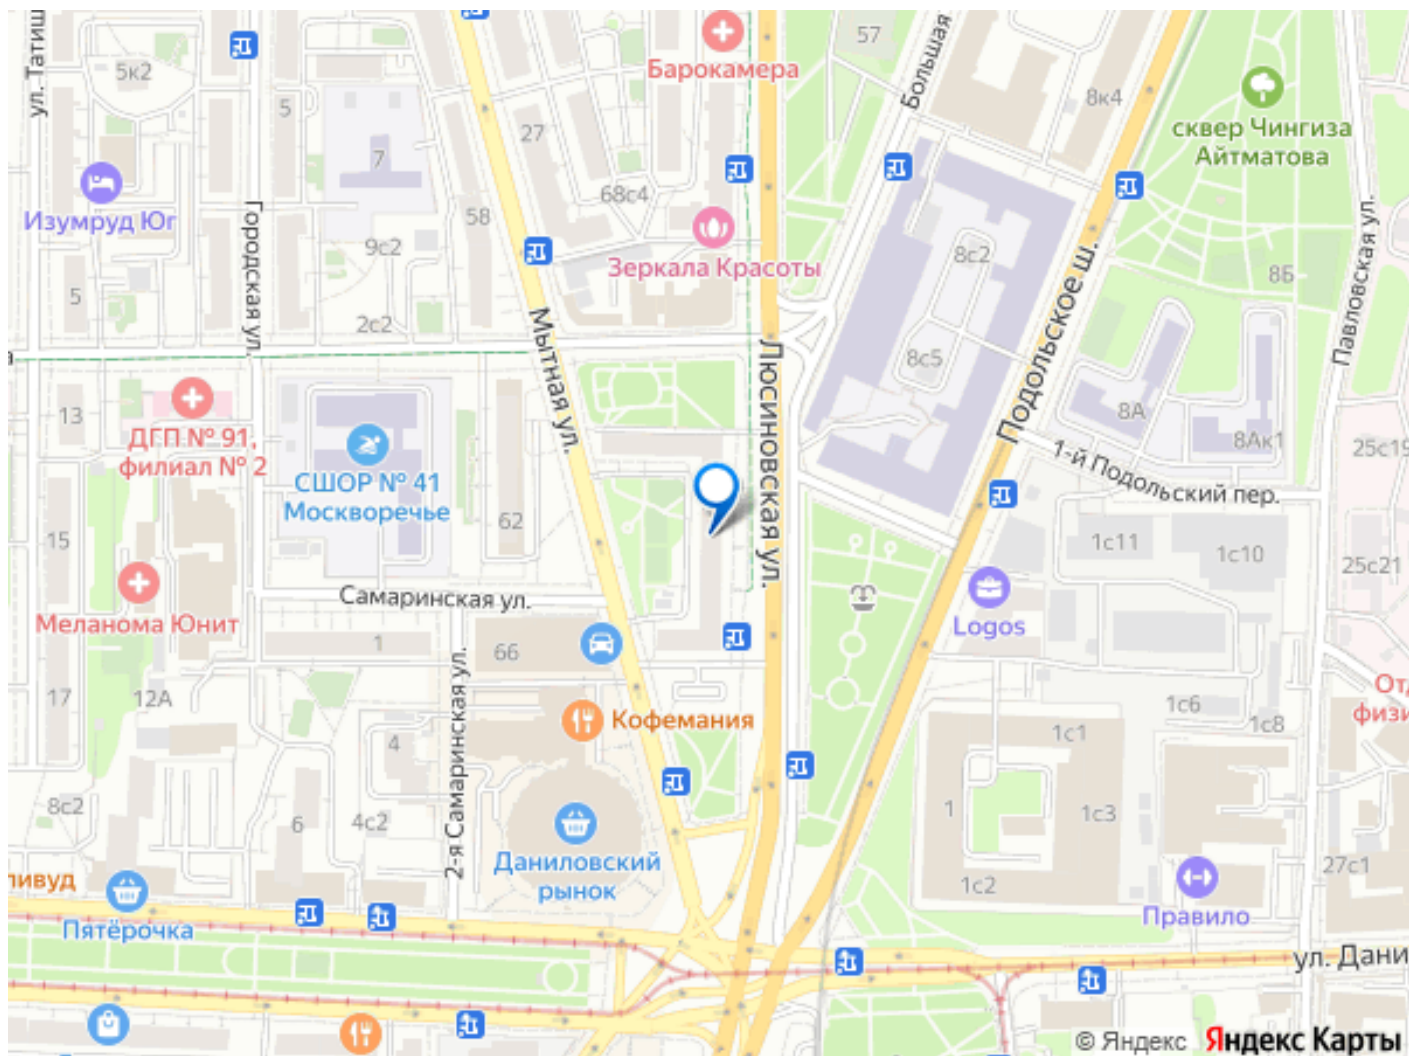 ул. Татищ
5к2
5
7
27
Барокамера
57
Большая
8к4
сквер Чингиза
Айтматова
Изумруд Юг
Городская ул.
9с2
58
68с4
Зеркала Красоты
8с2
Подольское ш.
8Б
Павловская ул.
5
2с2
Мытная ул.
Люсиновская ул.
8с5
8А
8Ак1
13
ДГП № 91,
филиал № 2
СШОР № 41
Москворечье
62
1-й Подольский пер.
25с19
15
1с11
1с10
25с21
Меланома Юнит
Самаринская ул.
Logos
1
66
17
12А
2-я Самаринская ул.
4
Кофемания
1с6
1с8
1с1
От
физи
8с2
6
4с2
Даниловский
рынок
1
1с3
1с2
27с1
ливуд
Пятёрочка
Правило
ул. Дани
© Яндекс Яндекс Карты